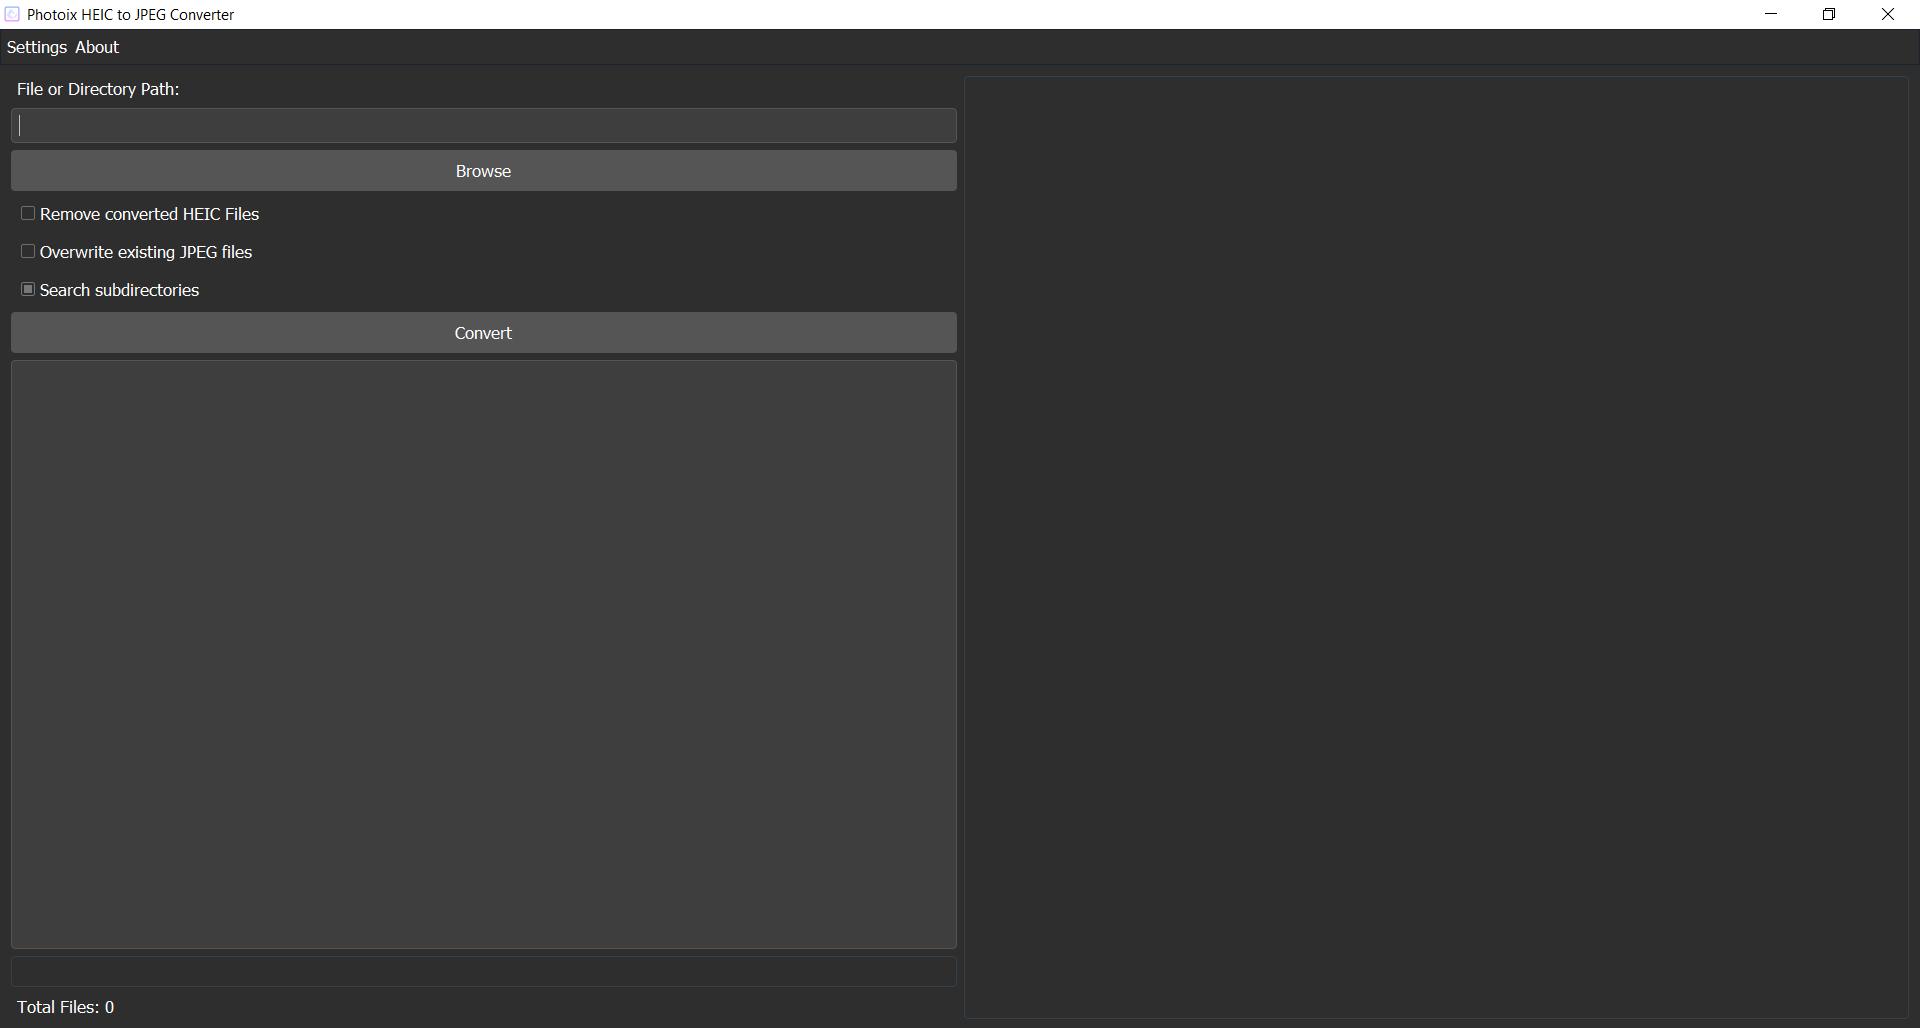 Photoix HEIC to JPEG Converter
Settings About
File or Directory Path:
Browse
Remove converted HEIC Files
Overwrite existing JPEG files
Search subdirectories
Convert
Total Files: 0